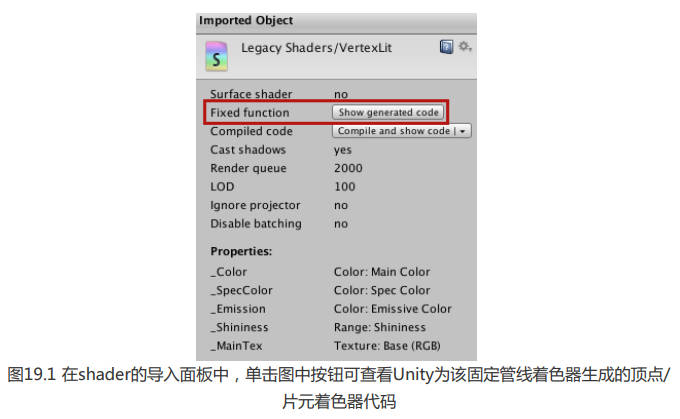 Imported Object
S
Legacy Shaders/VertexLit
Surface shader no
Fixed function Show generated code
Compiled code Compile and show code |
Cast shadows yes
Render queue 2000
LOD 100
Ignore projector no
Disable batching no
Properties:
_Color Color: Main Color
_SpecColor Color: Spec Color
_Emission Color: Emissive Color
_Shininess Range: Shininess
_MainTex Texture: Base (RGB)
图19.1 在shader的导入面板中，单击图中按钮可查看Unity为该固定管线着色器生成的顶点/
片元着色器代码